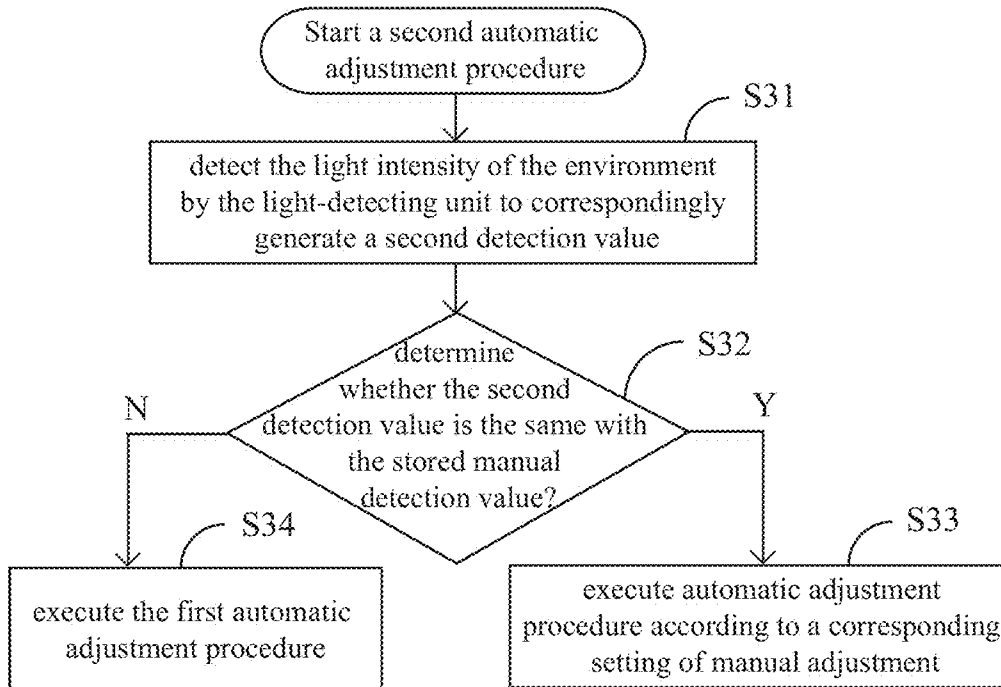 Start a second automatic
adjustment procedure
S31
detect the light intensity of the environment
by the light-detecting unit to correspondingly
generate a second detection value
S32
determine
whether the second
detection value is the same with
the stored manual
detection value?
N
Y
S34
S33
execute the first automatic
adjustment procedure
execute automatic adjustment
procedure according to a corresponding
setting of manual adjustment